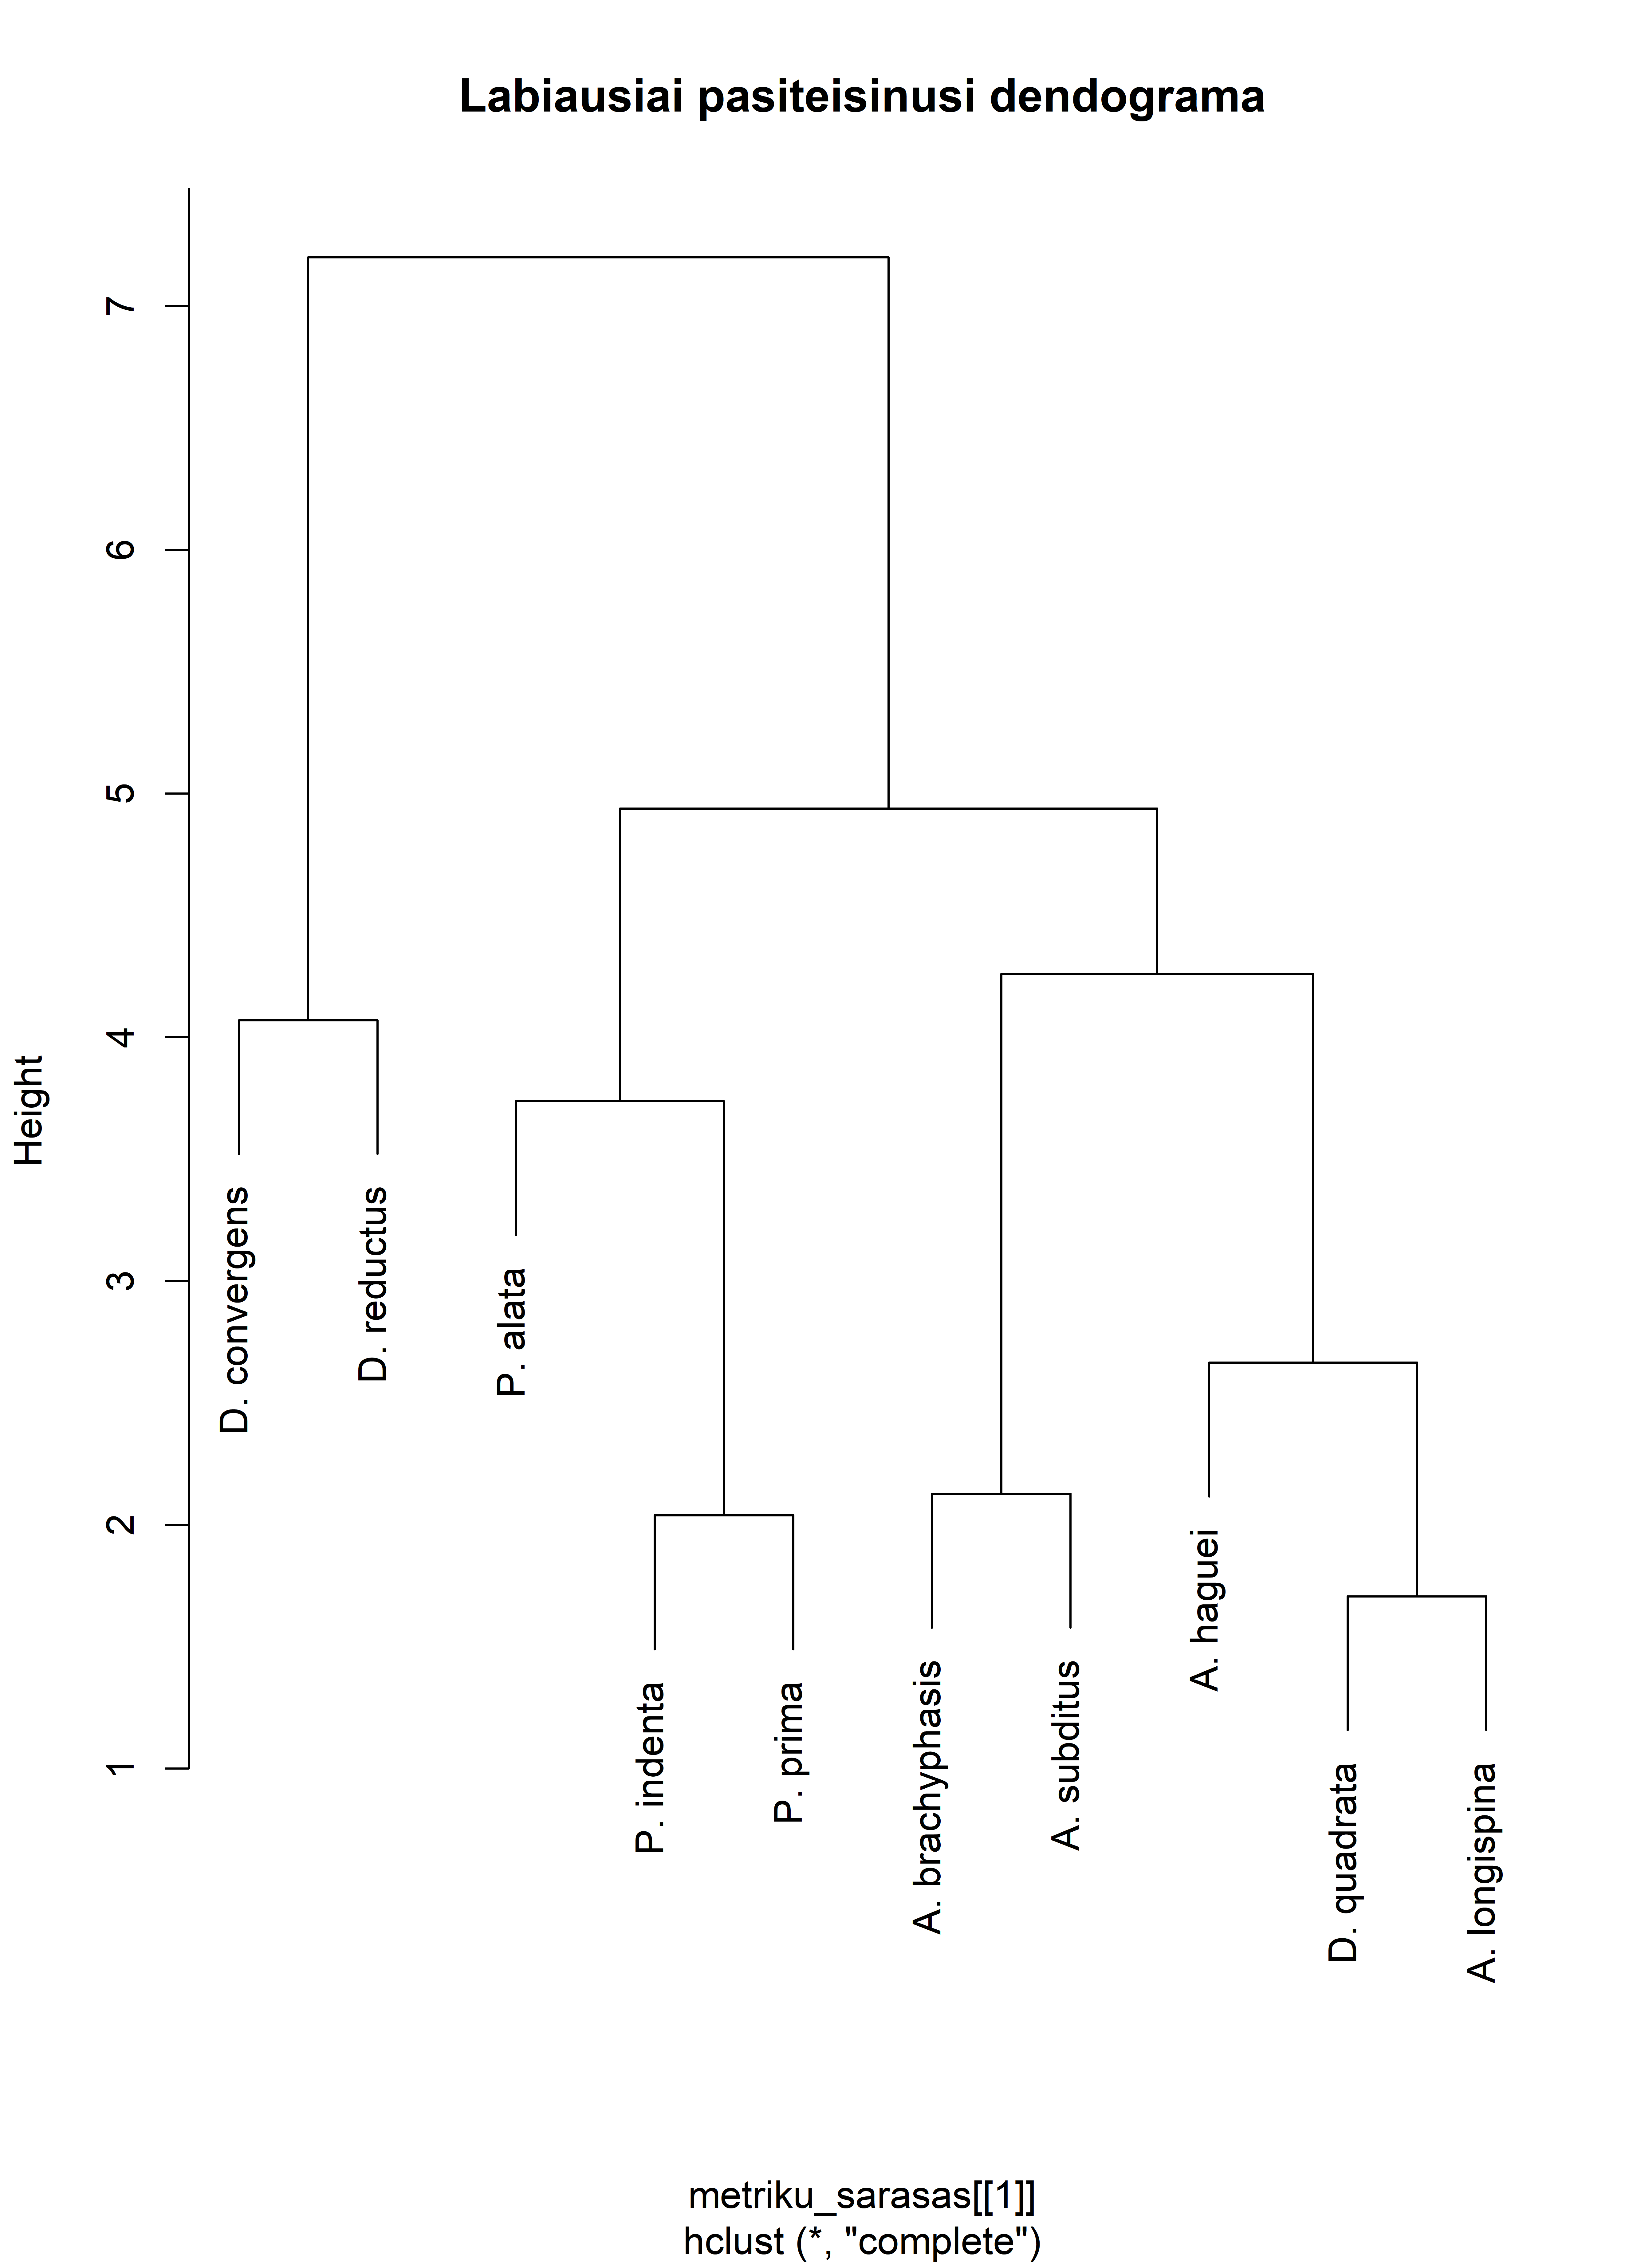 Labiausiai pasiteisinusi dendograma
Height
7
6
5
4
3
2
1
D. convergens
D. reductus
P. alata
P. indenta
P. prima
A. brachyphasis
A. subditus
A. haguei
D. quadrata
A. longispina
metriku_sarasas[[1]]
hclust (*, "complete")